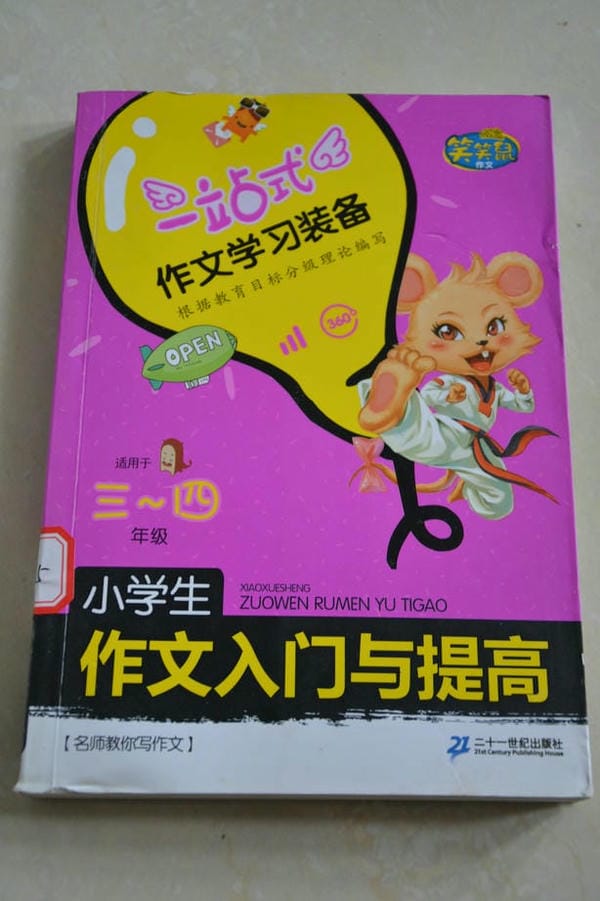 笑笑鼠
作文
一站式
作文学习装备
根据教育目标分级理论编写
360°
OPEN
适用于
三~四
年级
小学生
XIAOXUESHENG
ZUOWEN RUMEN YU TIGAO
作文入门与提高
【名师教你写作文】
21 二十一世纪出版社
21st Century Publishing House